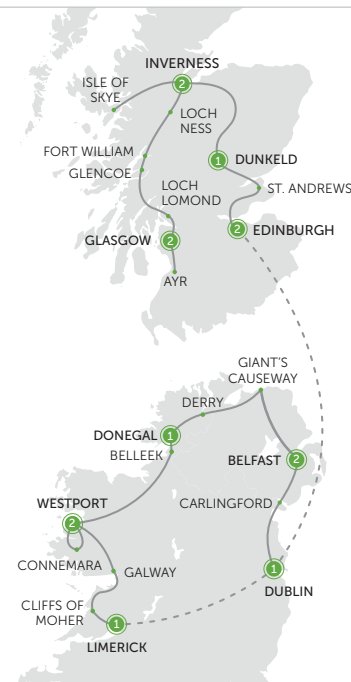 INVERNESS
2
ISLE OF
SKYE
LOCH
NESS
FORT WILLIAM
GLENCOE
1
DUNKELD
ST. ANDREWS
LOCH
LOMOND
GLASGOW
2
2
EDINBURGH
AYR
GIANT'S
CAUSEWAY
DERRY
DONEGAL
1
BELLEEK
BELFAST
2
WESTPORT
2
CARLINGFORD
CONNEMARA
GALWAY
1
DUBLIN
CLIFFS OF
MOHER
1
LIMERICK